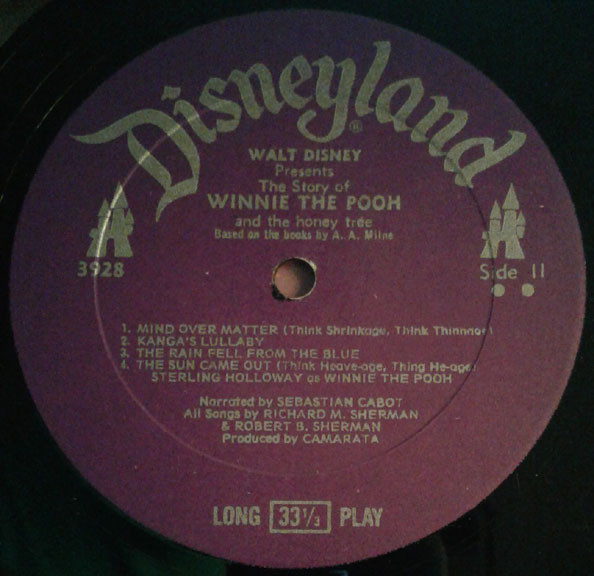 Disneyland®
WALT DISNEY
Presents
The Story of
WINNIE THE POOH
and the honey tree
Based on the books by A. A. Milne
3928
Side II
1. MIND OVER MATTER (Think Shrinkage, Think Thinnage)
2. KANGA'S LULLABY
3. THE RAIN FELL FROM THE BLUE
4. THE SUN CAME OUT (Think Heave-age, Thing He-age)
STERLING HOLLOWAY as WINNIE THE POOH
Narrated by SEBASTIAN CABOT
All Songs by RICHARD M. SHERMAN
& ROBERT B. SHERMAN
Produced by CAMARATA
LONG 33⅓ PLAY